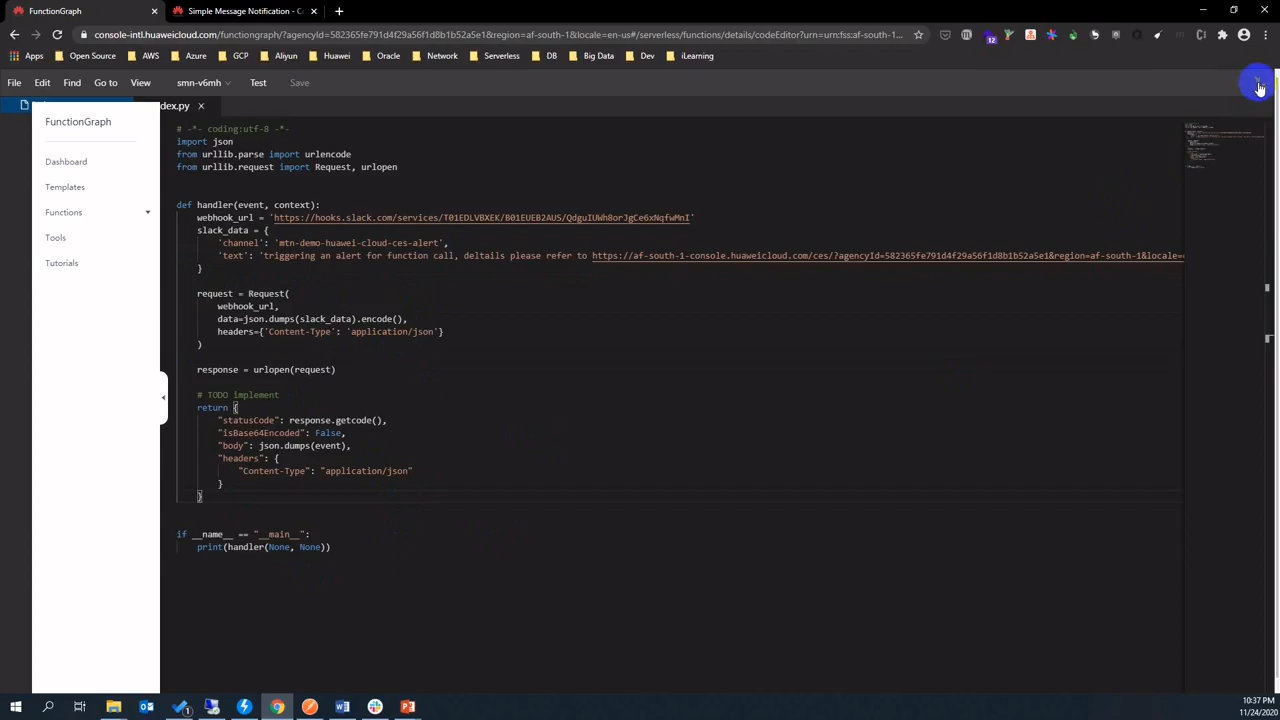 FunctionGraph
Simple Message Notification - C
console-intl.huaweicloud.com/functiongraph/?agencyId=582365fe791d4f29a56f1d8b1b52a5e1&region=af-south-1&locale=en-us#/serverless/functions/details/codeEditor?urn=urn:fss:af-south-1...
Apps Open Source AWS Azure GCP Aliyun Huawei Oracle Network Serverless DB Big Data Dev iLearning
File Edit Find Go to View smn-v6mh Test Save
dex.py
FunctionGraph
Dashboard
Templates
Functions
Tools
Tutorials
# -*- coding:utf-8 -*-
import json
from urllib.parse import urlencode
from urllib.request import Request, urlopen
def handler(event, context):
webhook_url = 'https://hooks.slack.com/services/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'
slack_data = {
'channel': 'mtn-demo-huawei-cloud-ces-alert',
'text': 'triggering an alert for function call, deltails please refer to https://af-south-1-console.huaweicloud.com/ces/?agencyId=582365fe791d4f29a56f1d8b1b52a5e1&region=af-south-1&locale=
}
request = Request(
webhook_url,
data=json.dumps(slack_data).encode(),
headers={'Content-Type': 'application/json'}
)
response = urlopen(request)
# TODO implement
return {
"statusCode": response.getcode(),
"isBase64Encoded": False,
"body": json.dumps(event),
"headers": {
"Content-Type": "application/json"
}
}
if __name__ == "__main__":
print(handler(None, None))
12
1
10:37 PM
11/24/2020